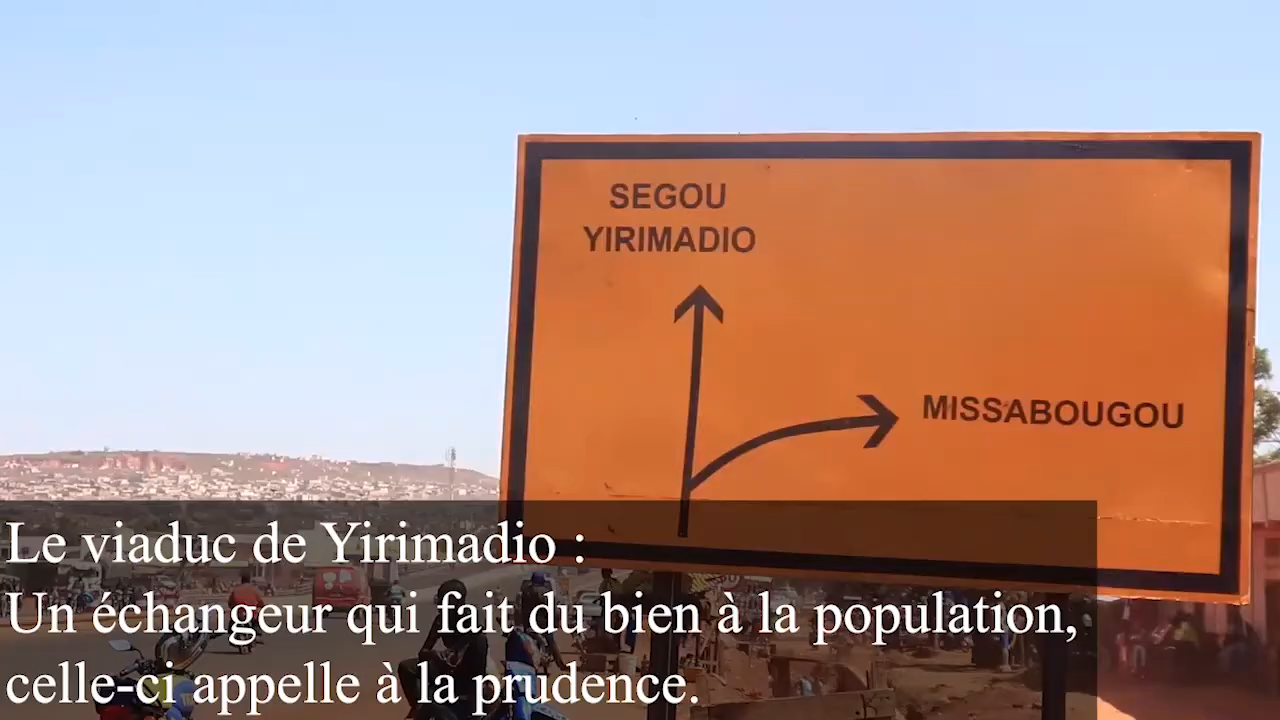 SEGOU
YIRIMADIO
MISSABOUGOU
Le viaduc de Yirimadio :
Un échangeur qui fait du bien à la population,
celle-ci appelle à la prudence.